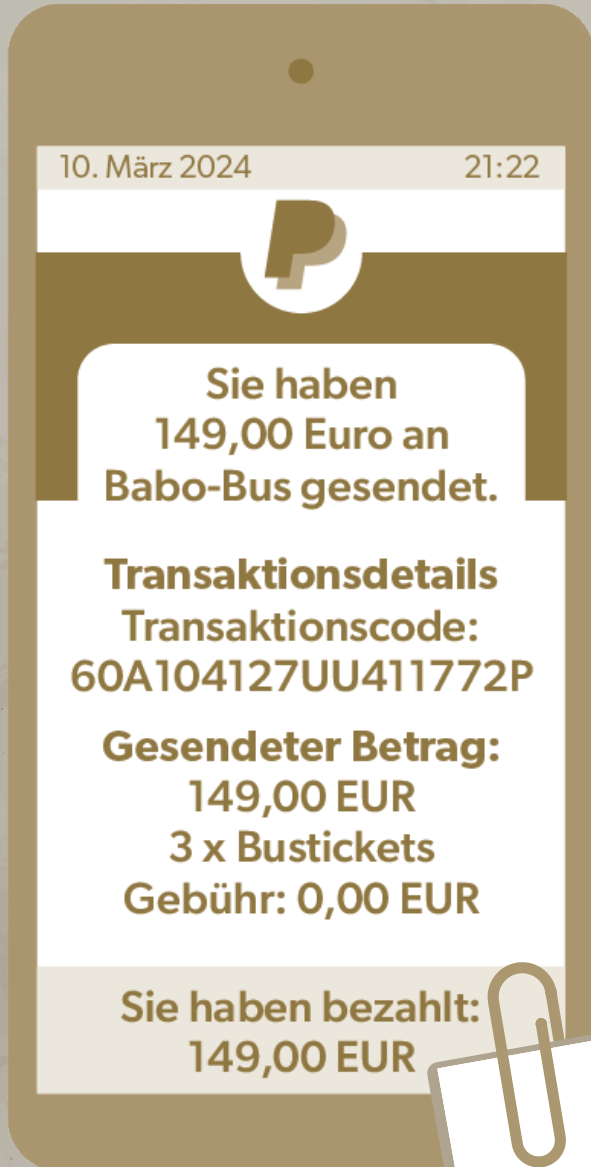 10. März 2024 21:22
Sie haben
149,00 Euro an
Babo-Bus gesendet.
Transaktionsdetails
Transaktionscode:
60A104127UU411772P
Gesendeter Betrag:
149,00 EUR
3 x Bustickets
Gebühr: 0,00 EUR
Sie haben bezahlt:
149,00 EUR